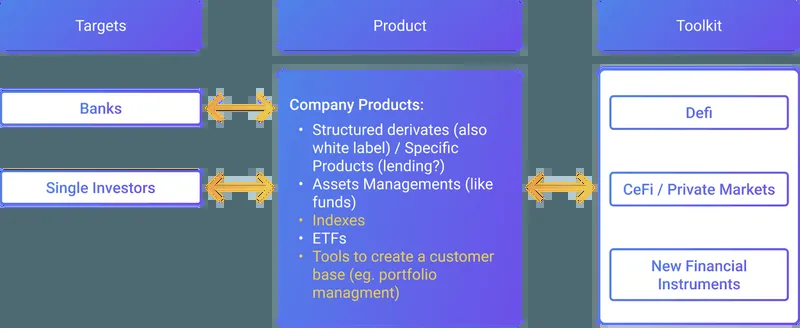 Targets
Product
Toolkit
Banks
Single Investors
Company Products:
• Structured derivates (also
white label) / Specific
Products (lending?)
• Assets Managements (like
funds)
• Indexes
• ETFs
• Tools to create a customer
base (eg. portfolio
managment)
Defi
CeFi / Private Markets
New Financial
Instruments